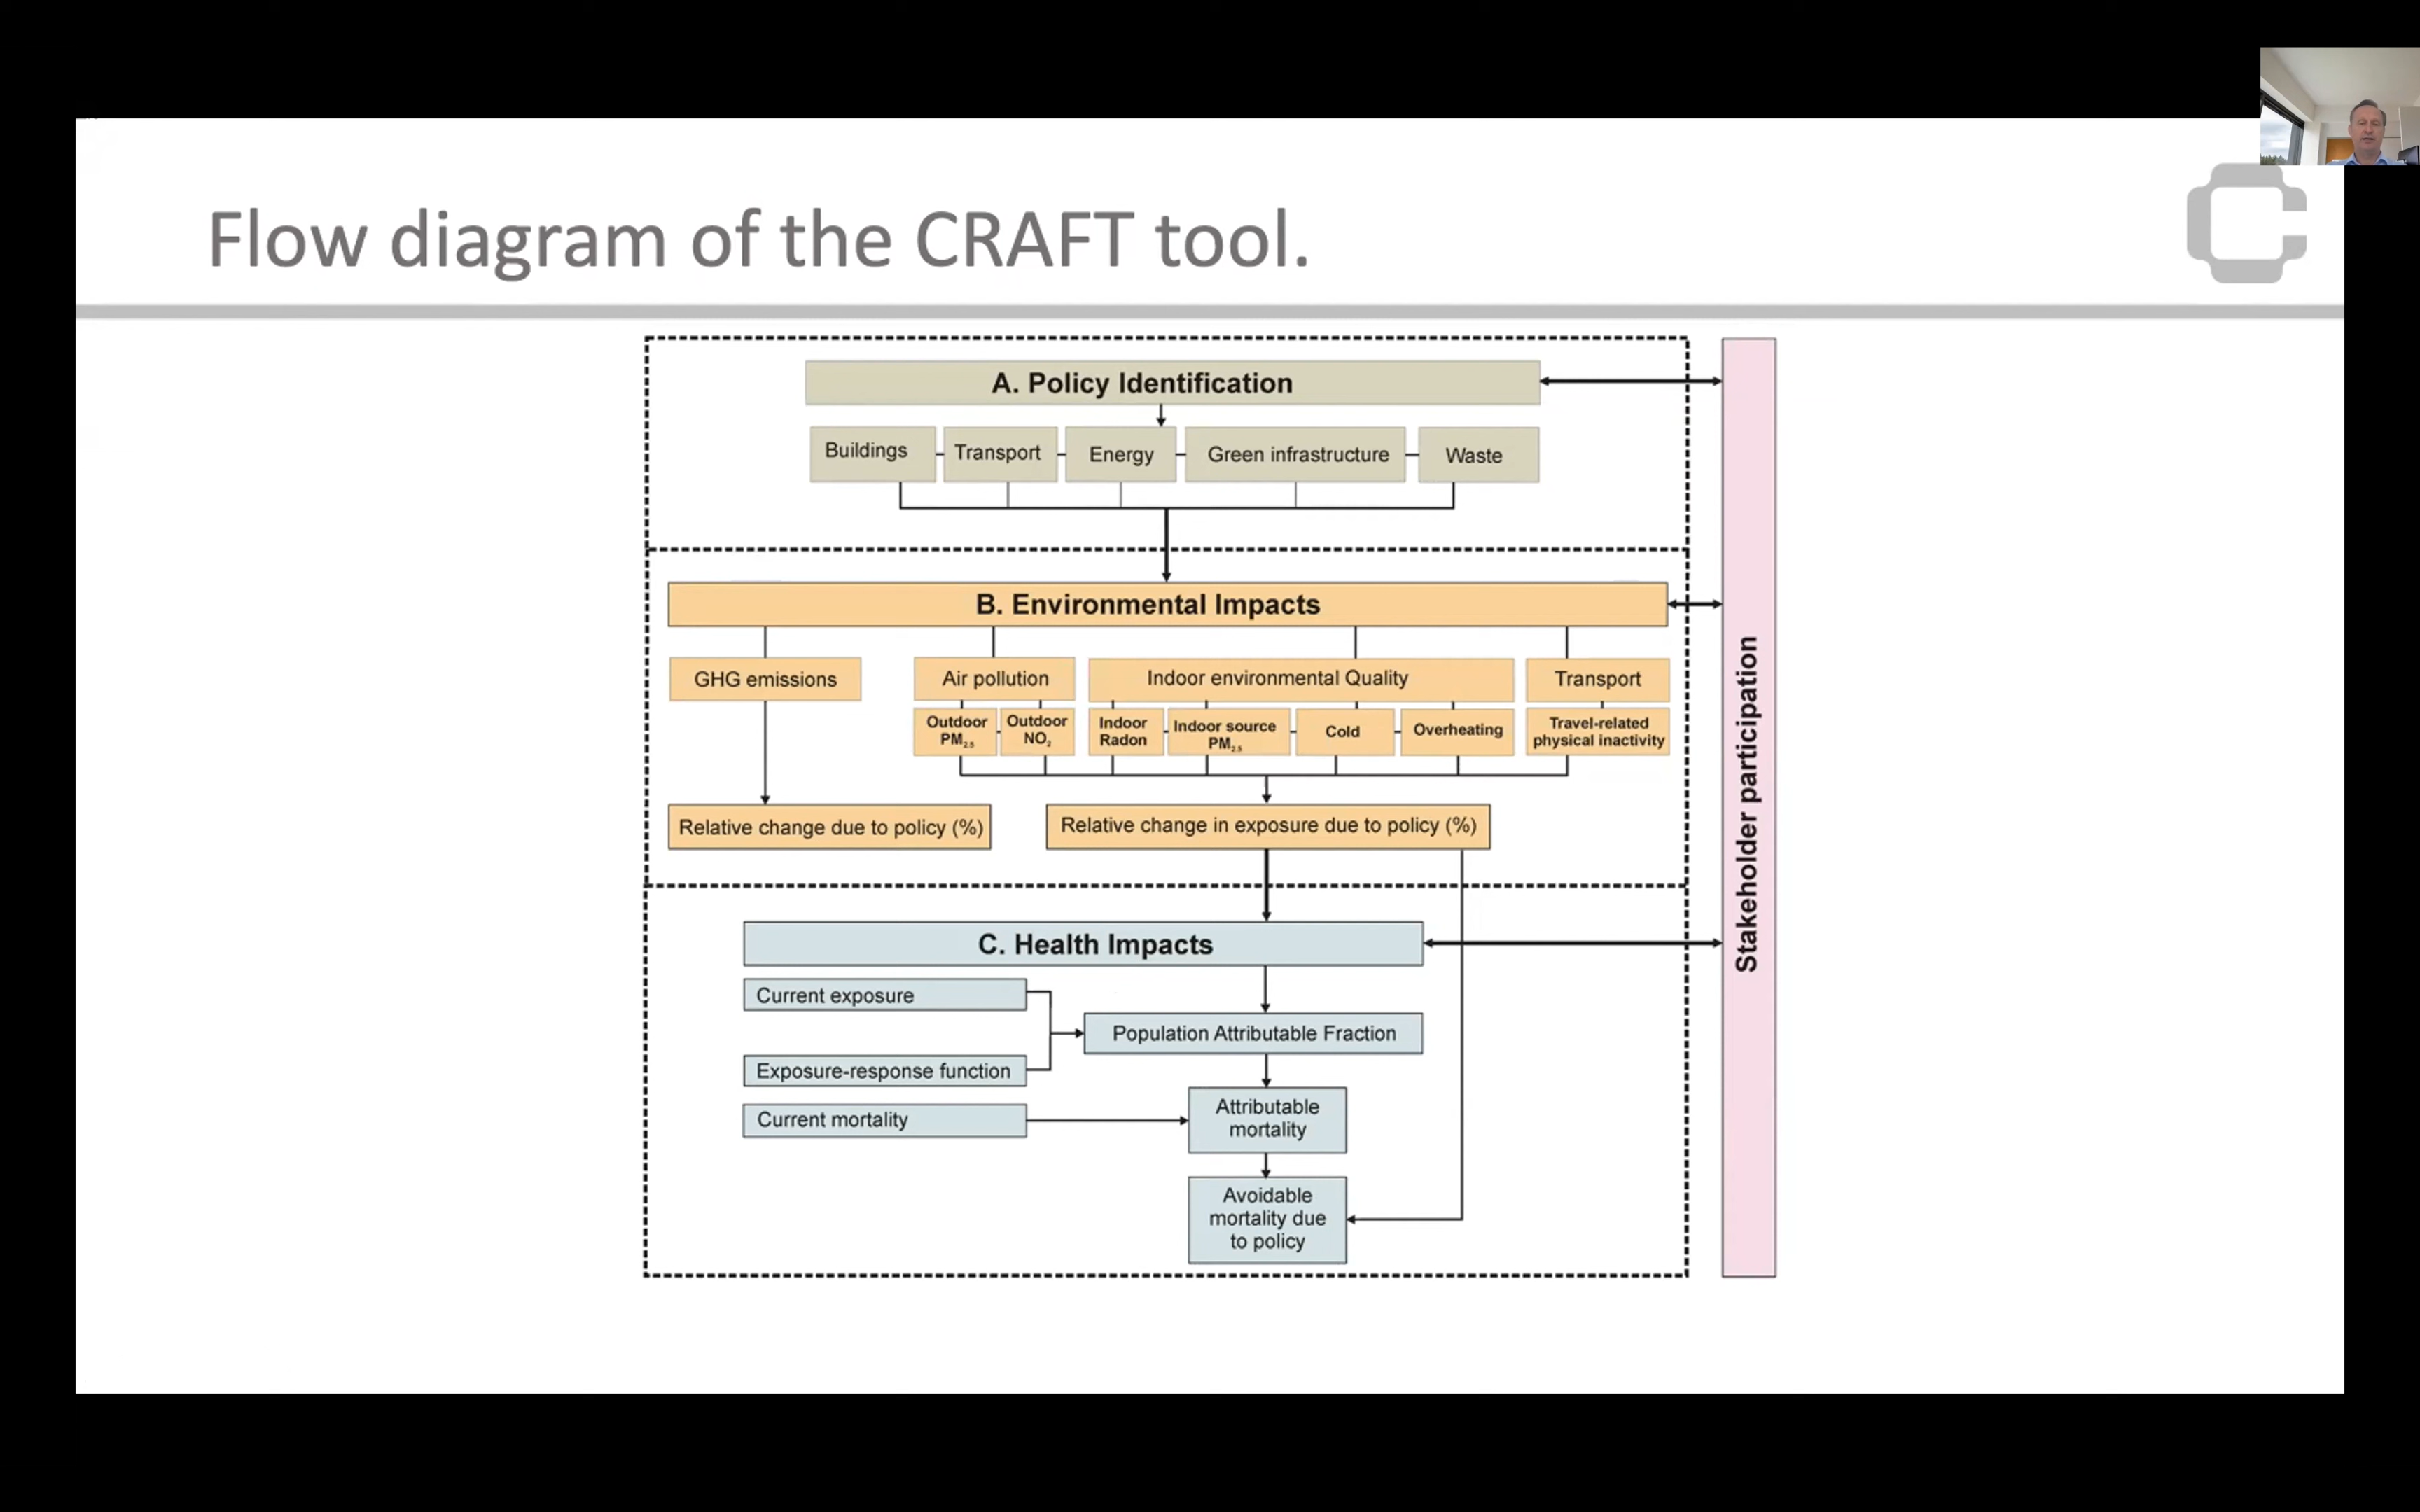 Flow diagram of the CRAFT tool.
A. Policy Identification
Buildings
Transport
Energy
Green infrastructure
Waste
B. Environmental Impacts
GHG emissions
Air pollution
Indoor environmental Quality
Transport
Outdoor
PM2.5
Outdoor
NO2
Indoor
Radon
Indoor source
PM2.5
Cold
Overheating
Travel-related
physical inactivity
Relative change due to policy (%)
Relative change in exposure due to policy (%)
C. Health Impacts
Current exposure
Population Attributable Fraction
Exposure-response function
Current mortality
Attributable
mortality
Avoidable
mortality due
to policy
Stakeholder participation